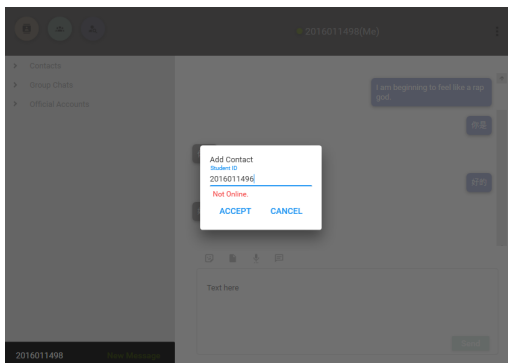 2016011498(Me)
Contacts
Group Chats
Official Accounts
I am beginning to feel like a rap
god.
你是
好的
Add Contact
Student ID
2016011496
Not Online.
ACCEPT
CANCEL
Text here
Send
2016011498
New Message